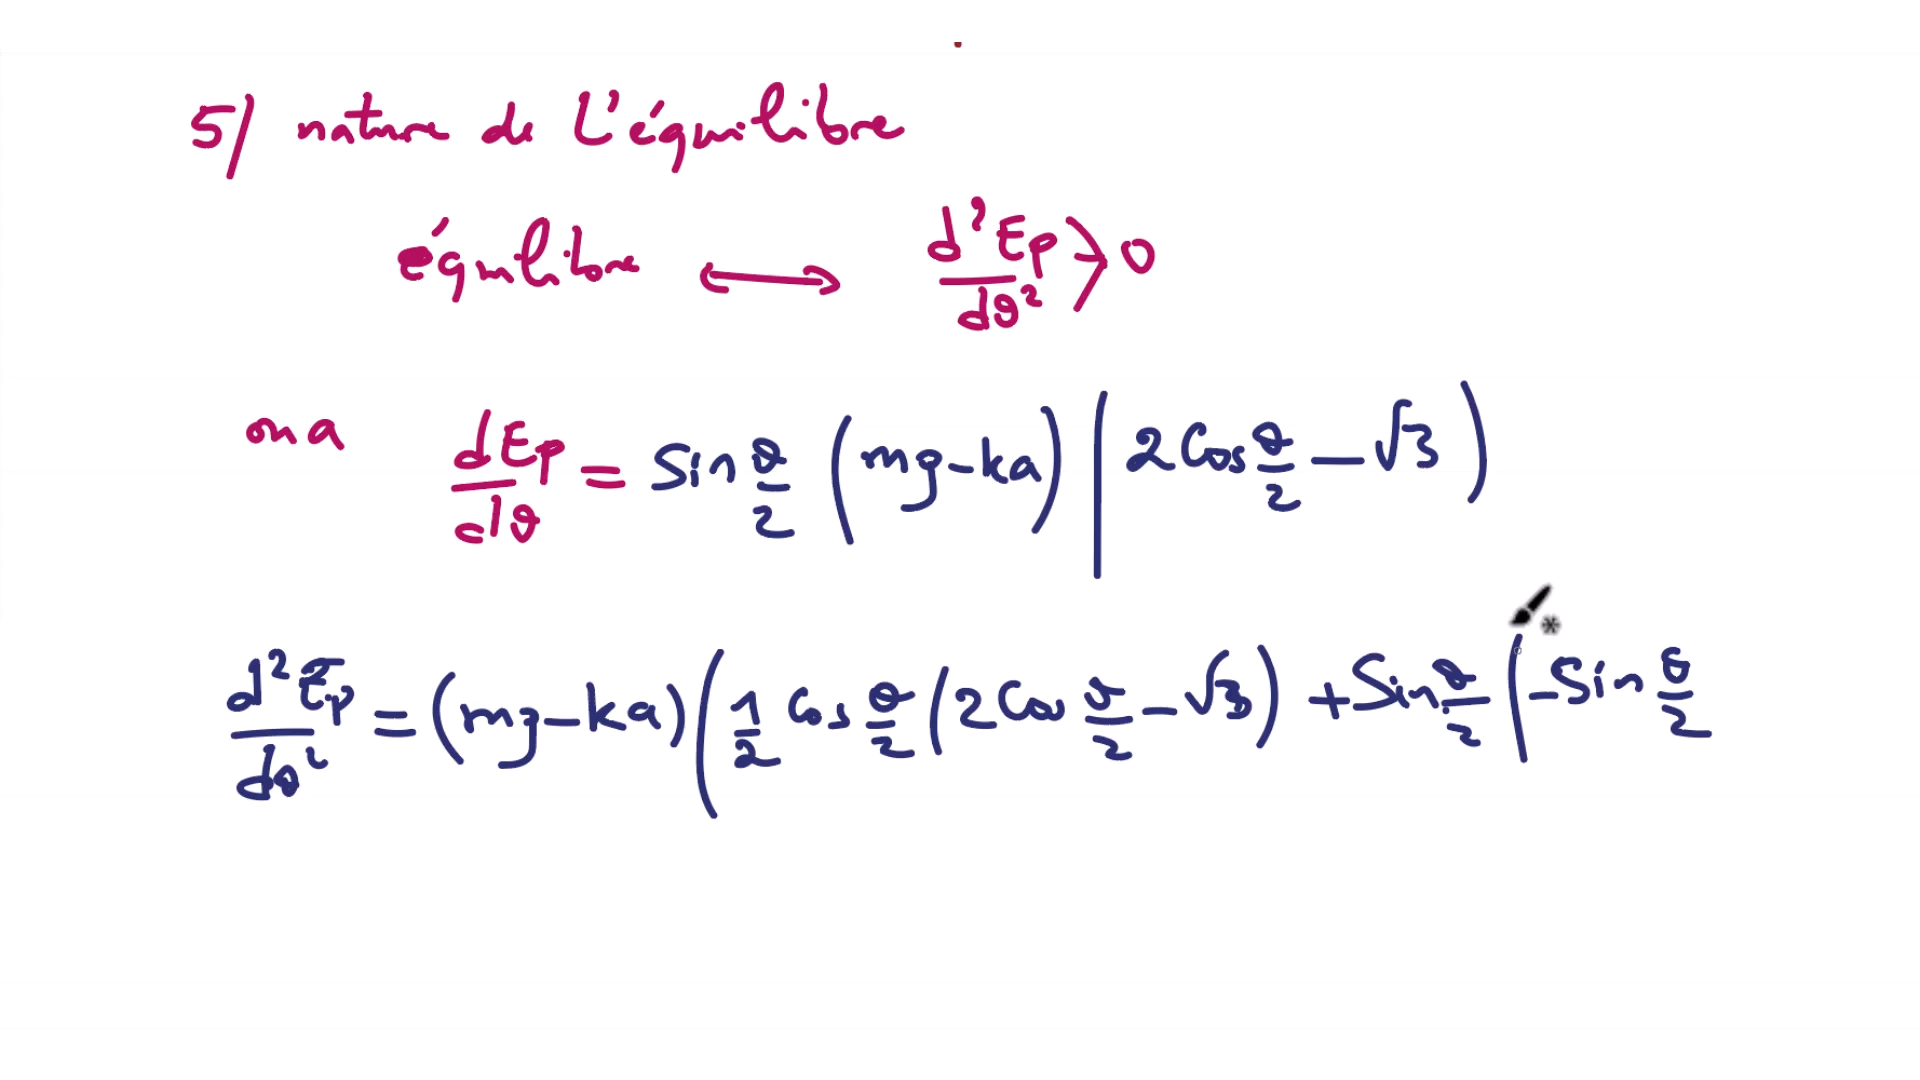 5/ nature de L'équilibre
équilibre ⟷ d²Ep/dθ² > 0
on a dEp/dθ = Sin θ/2 (mg-ka) (2Cos θ/2 - √3)
d²Ep/dθ² = (mg-ka)(1/2 Cos θ/2 (2Cos θ/2 - √3) + Sin θ/2 (-Sin θ/2